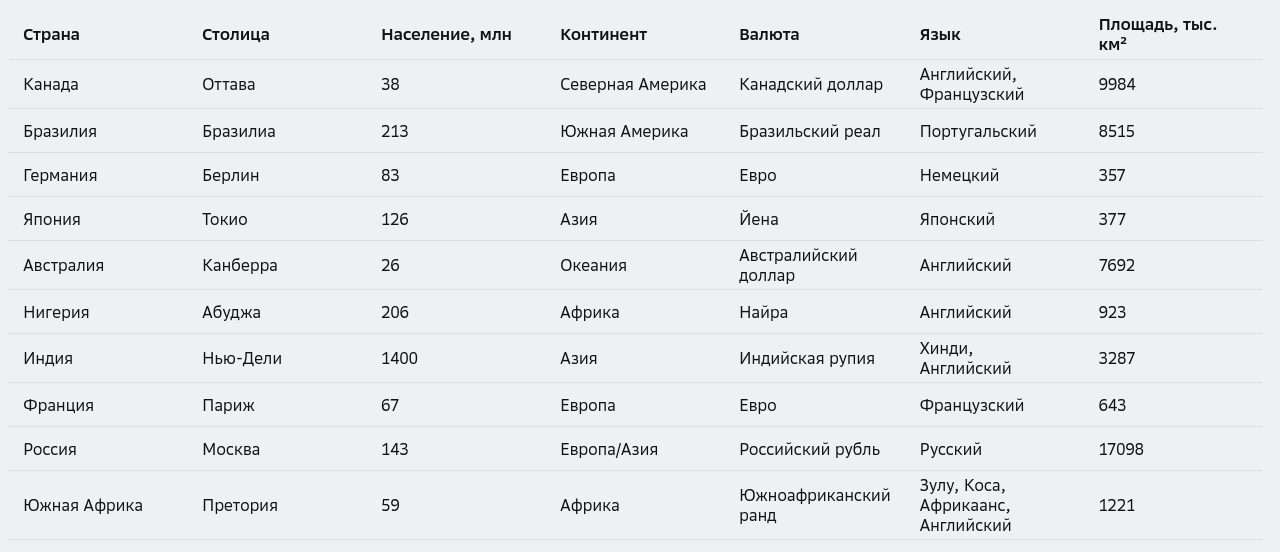 Страна Столица Население, млн Континент Валюта Язык Площадь, тыс. км²
Канада Оттава 38 Северная Америка Канадский доллар Английский, Французский 9984
Бразилия Бразилиа 213 Южная Америка Бразильский реал Португальский 8515
Германия Берлин 83 Европа Евро Немецкий 357
Япония Токио 126 Азия Йена Японский 377
Австралия Канберра 26 Океания Австралийский доллар Английский 7692
Нигерия Абуджа 206 Африка Найра Английский 923
Индия Нью-Дели 1400 Азия Индийская рупия Хинди, Английский 3287
Франция Париж 67 Европа Евро Французский 643
Россия Москва 143 Европа/Азия Российский рубль Русский 17098
Южная Африка Претория 59 Африка Южноафриканский ранд Зулу, Коса, Африкаанс, Английский 1221